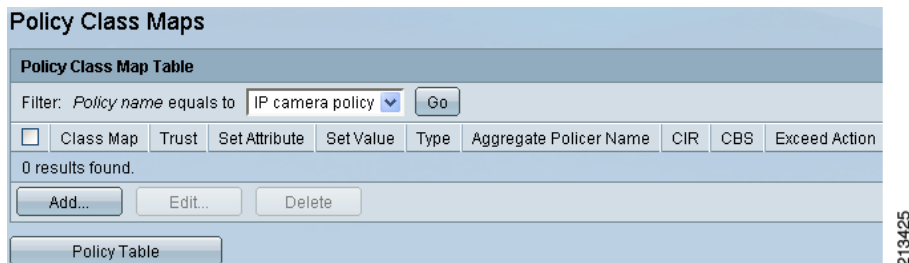 Policy Class Maps
Policy Class Map Table
Filter: Policy name equals to IP camera policy Go
Class Map Trust Set Attribute Set Value Type Aggregate Policer Name CIR CBS Exceed Action
0 results found.
Add... Edit... Delete
Policy Table
213425